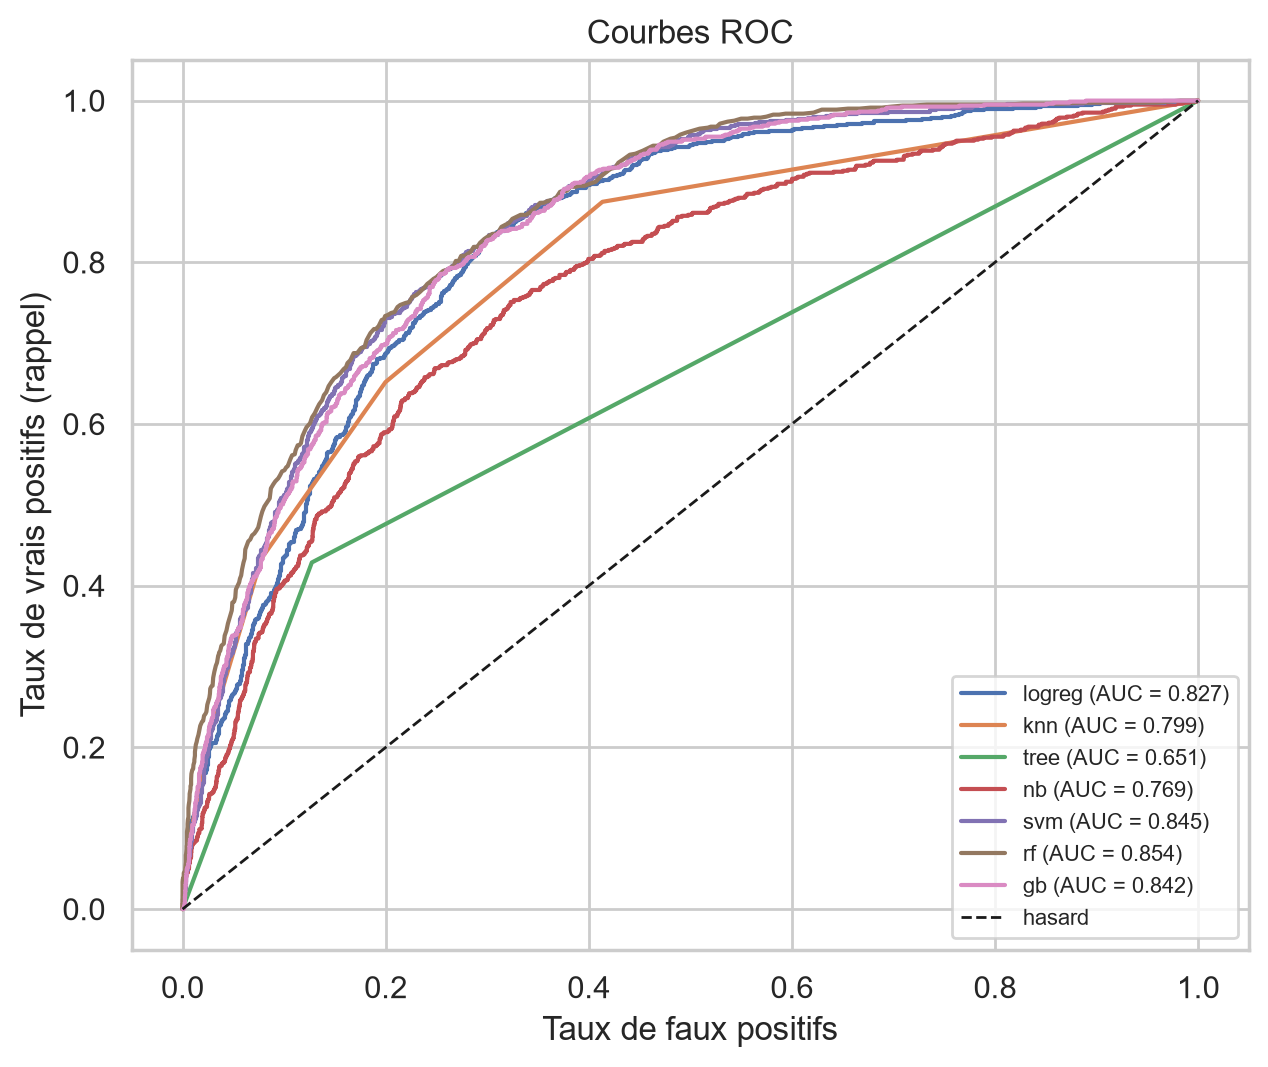 Courbes ROC
Taux de vrais positifs (rappel)
1.0
0.8
0.6
0.4
0.2
0.0
0.0 0.2 0.4 0.6 0.8 1.0
Taux de faux positifs
logreg (AUC = 0.827)
knn (AUC = 0.799)
tree (AUC = 0.651)
nb (AUC = 0.769)
svm (AUC = 0.845)
rf (AUC = 0.854)
gb (AUC = 0.842)
hasard